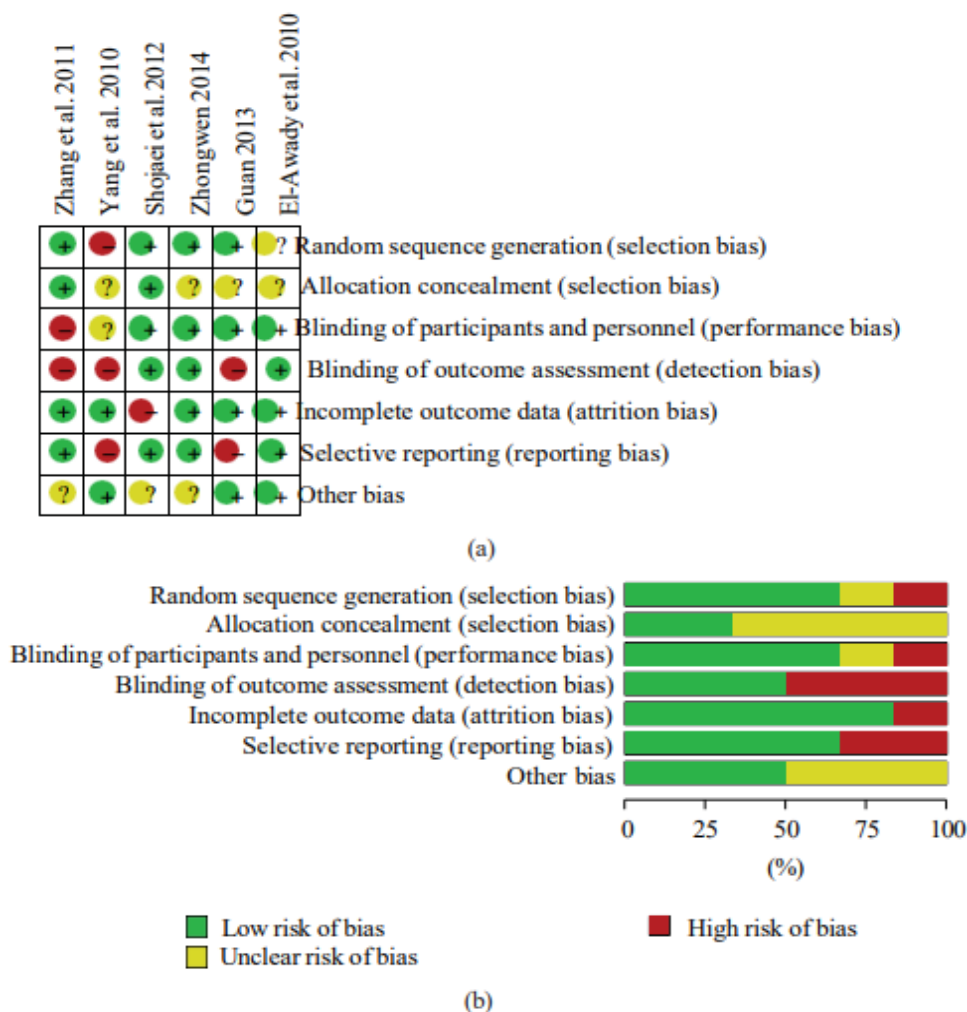 Zhang et al. 2011
Yang et al. 2010
Shojaei et al. 2012
Zhongwen 2014
Guan 2013
El-Awady et al. 2010
+ – + + + ? Random sequence generation (selection bias)
+ ? + ? ? ? Allocation concealment (selection bias)
– ? + + + + Blinding of participants and personnel (performance bias)
– – + + – + Blinding of outcome assessment (detection bias)
+ + – + + + Incomplete outcome data (attrition bias)
+ – + + – + Selective reporting (reporting bias)
? + ? ? + + Other bias
(a)
Random sequence generation (selection bias)
Allocation concealment (selection bias)
Blinding of participants and personnel (performance bias)
Blinding of outcome assessment (detection bias)
Incomplete outcome data (attrition bias)
Selective reporting (reporting bias)
Other bias
0 25 50 75 100
(%)
Low risk of bias
High risk of bias
Unclear risk of bias
(b)